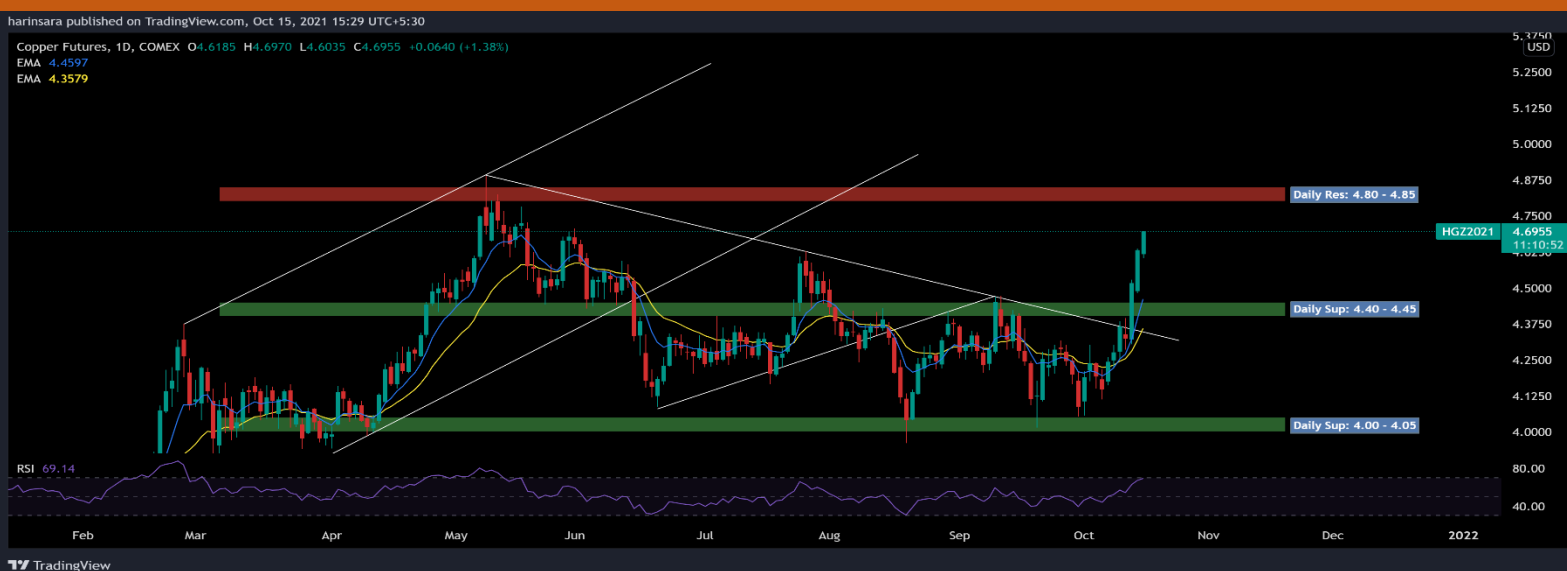 harinsara published on TradingView.com, Oct 15, 2021 15:29 UTC+5:30
Copper Futures, 1D, COMEX O4.6185 H4.6970 L4.6035 C4.6955 +0.0640 (+1.38%)
EMA 4.4597
EMA 4.3579
5.3750
USD
5.2500
5.1250
5.0000
4.8750
Daily Res: 4.80 - 4.85
4.7500
HGZ2021 4.6955
11:10:52
4.6250
4.5000
Daily Sup: 4.40 - 4.45
4.3750
4.2500
4.1250
Daily Sup: 4.00 - 4.05
4.0000
RSI 69.14
80.00
40.00
Feb Mar Apr May Jun Jul Aug Sep Oct Nov Dec 2022
TradingView